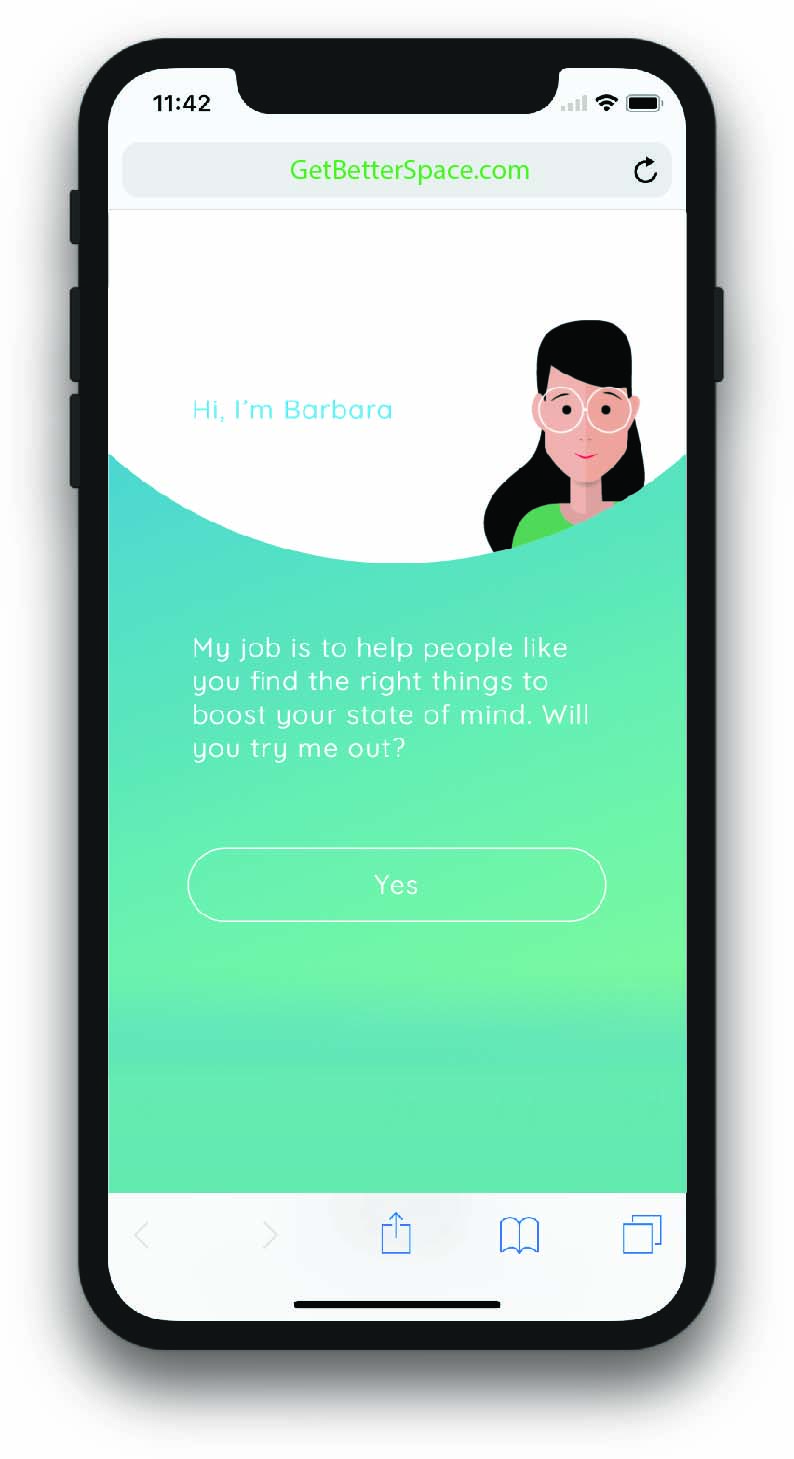 11:42
GetBetterSpace.com
Hi, I'm Barbara
My job is to help people like
you find the right things to
boost your state of mind. Will
you try me out?
Yes